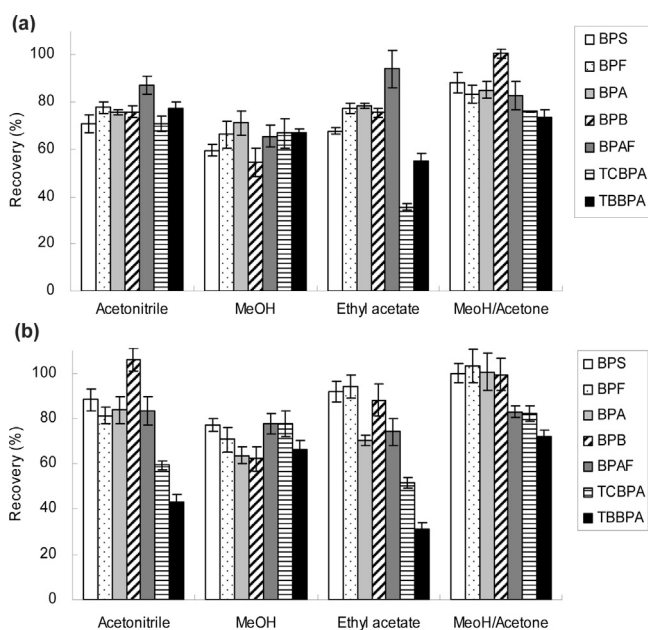 (a)
100
80
60
40
20
0
Recovery (%)
Acetonitrile MeOH Ethyl acetate MeoH/Acetone
BPS
BPF
BPA
BPB
BPAF
TCBPA
TBBPA
(b)
100
80
60
40
20
0
Recovery (%)
Acetonitrile MeOH Ethyl acetate MeoH/Acetone
BPS
BPF
BPA
BPB
BPAF
TCBPA
TBBPA